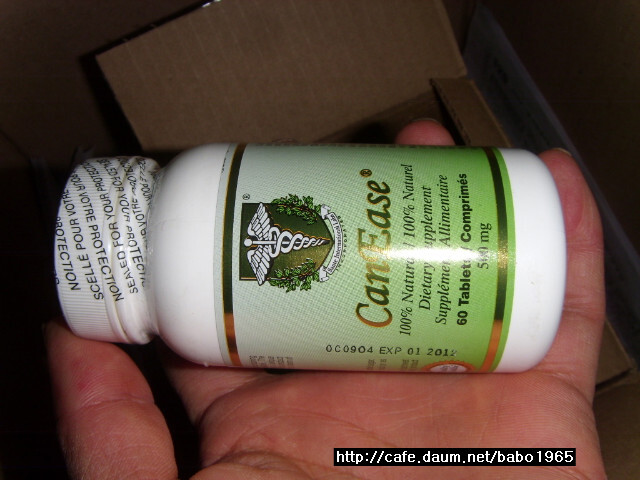 CanEase®
100% Natural / 100% Naturel
Dietary Supplement
Supplément Alimentaire
60 Tablets / Comprimés
500 mg
0C0904 EXP 01 2012
SEALED FOR YOUR PROTECTION
SCELLÉ POUR VOTRE PROTECTION
http://cafe.daum.net/babo1965